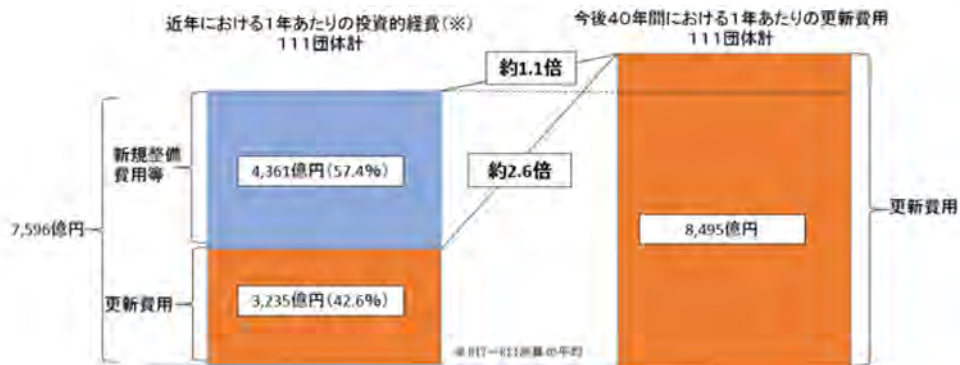 近年における1年あたりの投資的経費(※)
111団体計
今後40年間における1年あたりの更新費用
111団体計
約1.1倍
新規整備
費用等
4,361億円(57.4%)
約2.6倍
7,596億円
8,495億円
更新費用
更新費用
3,235億円(42.6%)
の平均